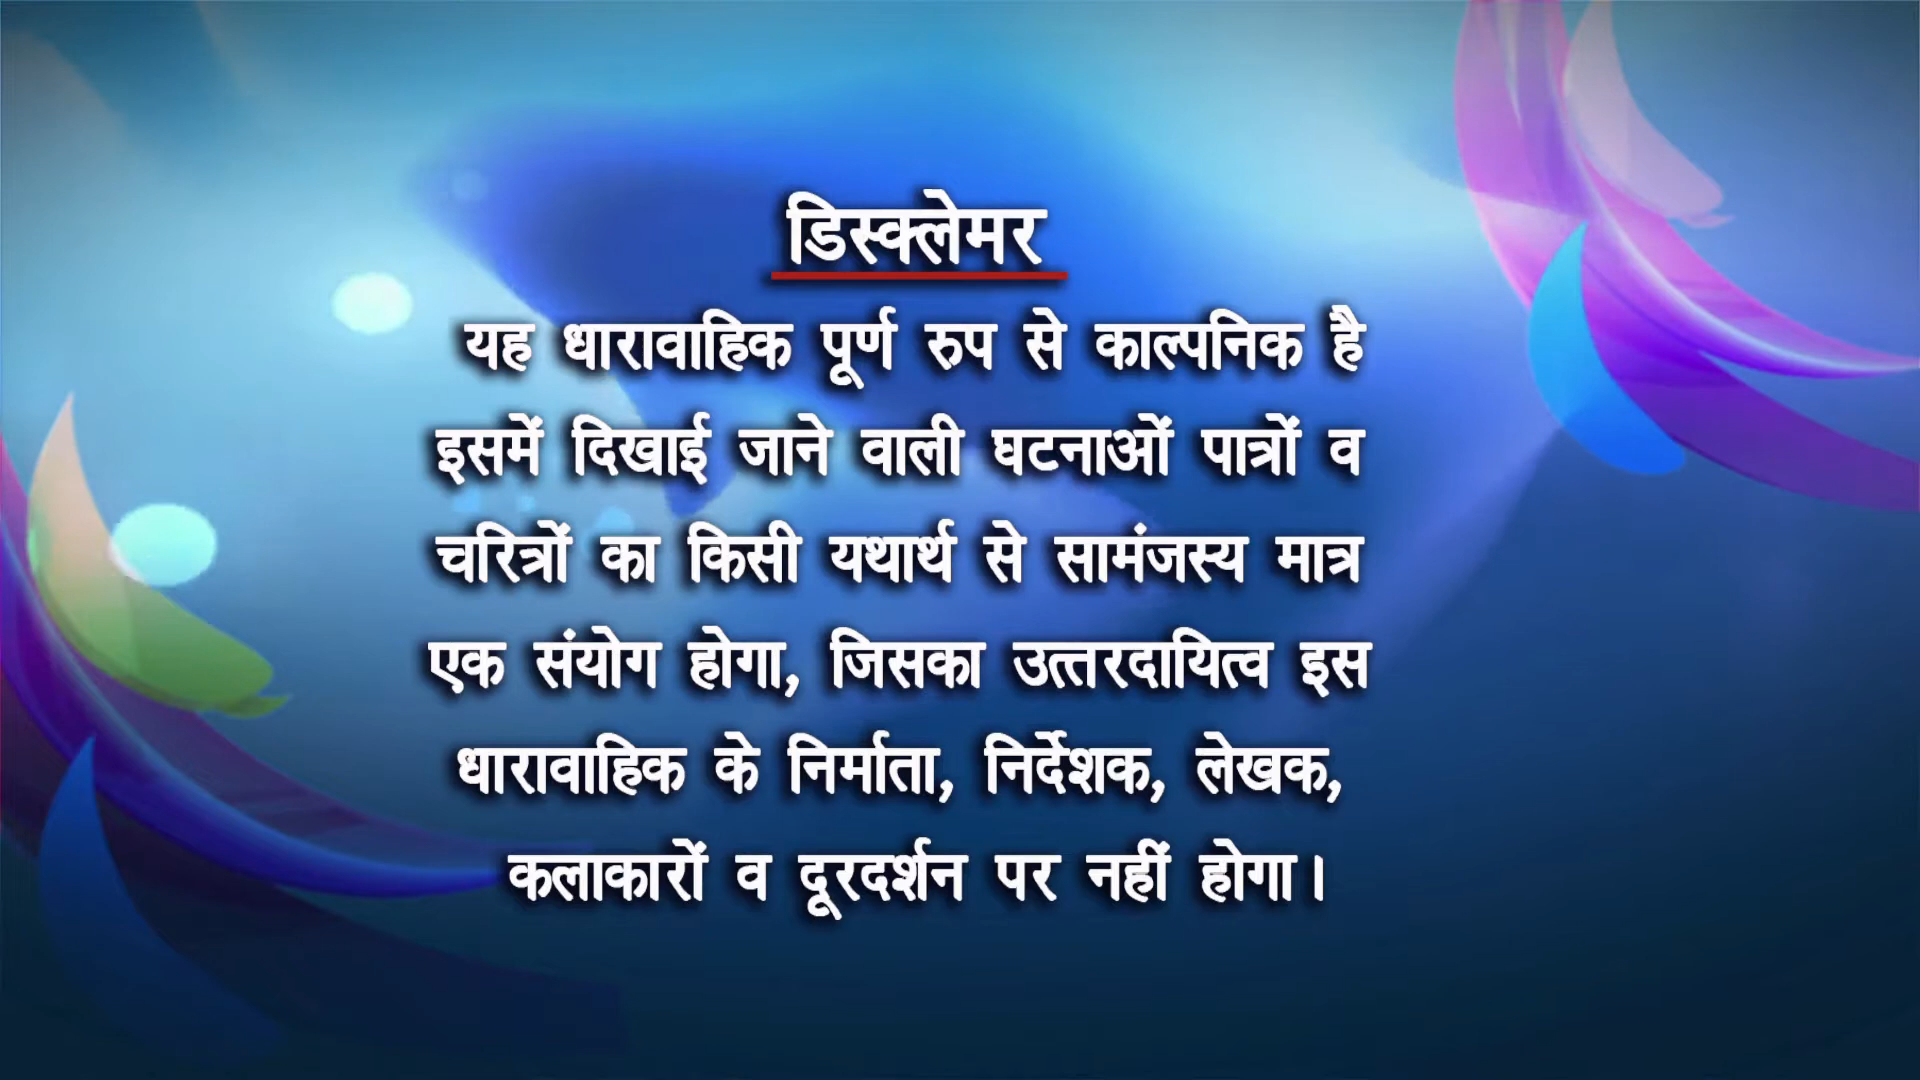 डिस्क्लेमर
यह धारावाहिक पूर्ण रुप से काल्पनिक है
इसमें दिखाई जाने वाली घटनाओं पात्रों व
चरित्रों का किसी यथार्थ से सामंजस्य मात्र
एक संयोग होगा, जिसका उत्तरदायित्व इस
धारावाहिक के निर्माता, निर्देशक, लेखक,
कलाकारों व दूरदर्शन पर नहीं होगा।